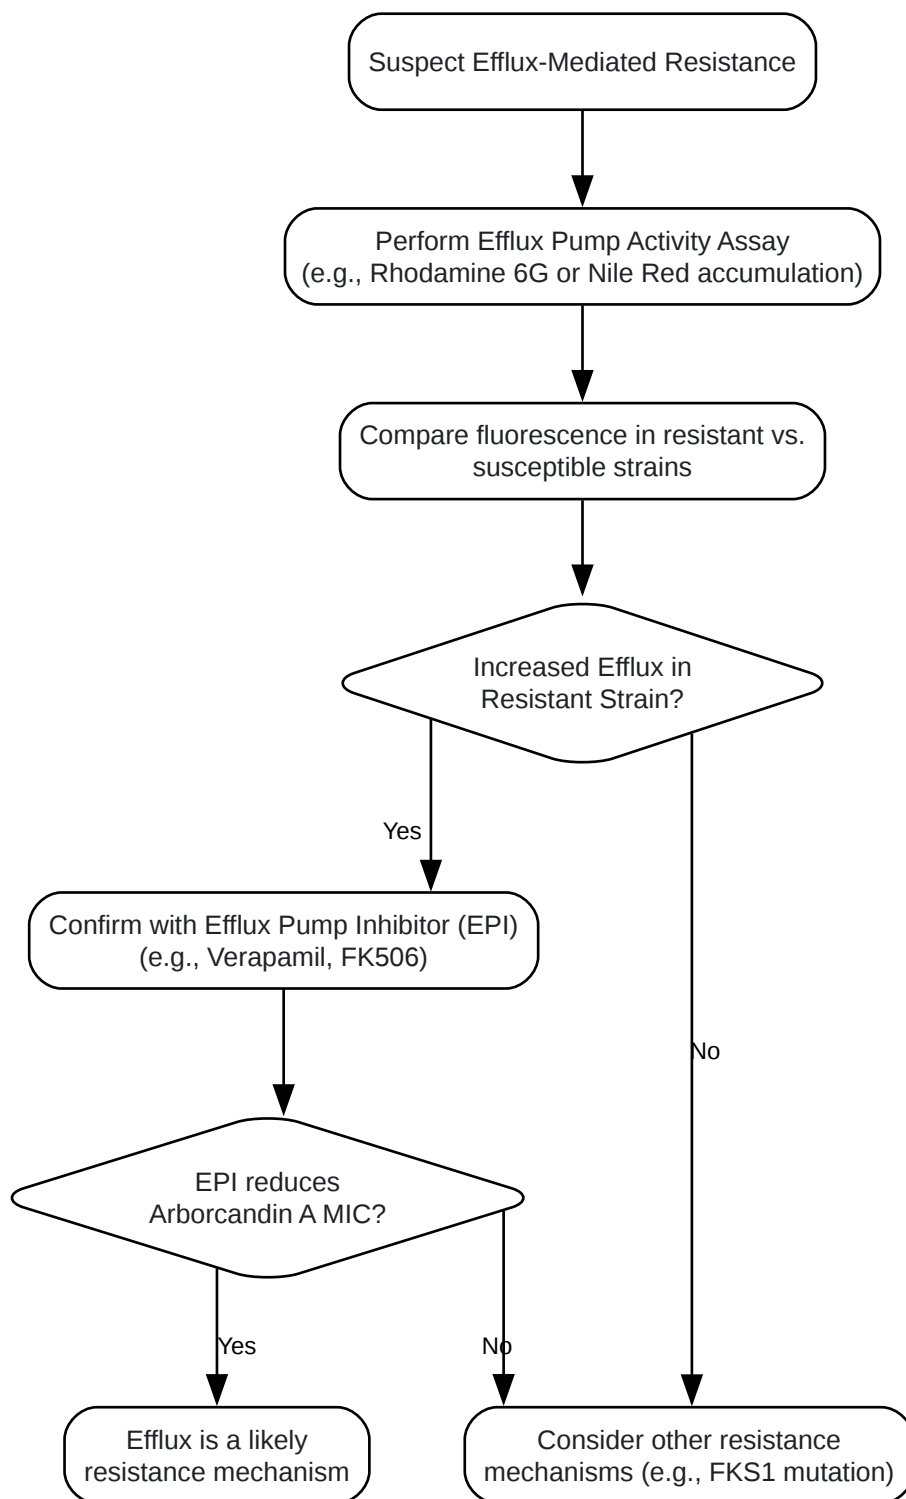 Suspect Efflux-Mediated Resistance
Perform Efflux Pump Activity Assay
(e.g., Rhodamine 6G or Nile Red accumulation)
Compare fluorescence in resistant vs.
susceptible strains
Increased Efflux in
Resistant Strain?
Yes
Confirm with Efflux Pump Inhibitor (EPI)
(e.g., Verapamil, FK506)
No
EPI reduces
Arborcandin A MIC?
Yes
No
Efflux is a likely
resistance mechanism
Consider other resistance
mechanisms (e.g., FKS1 mutation)